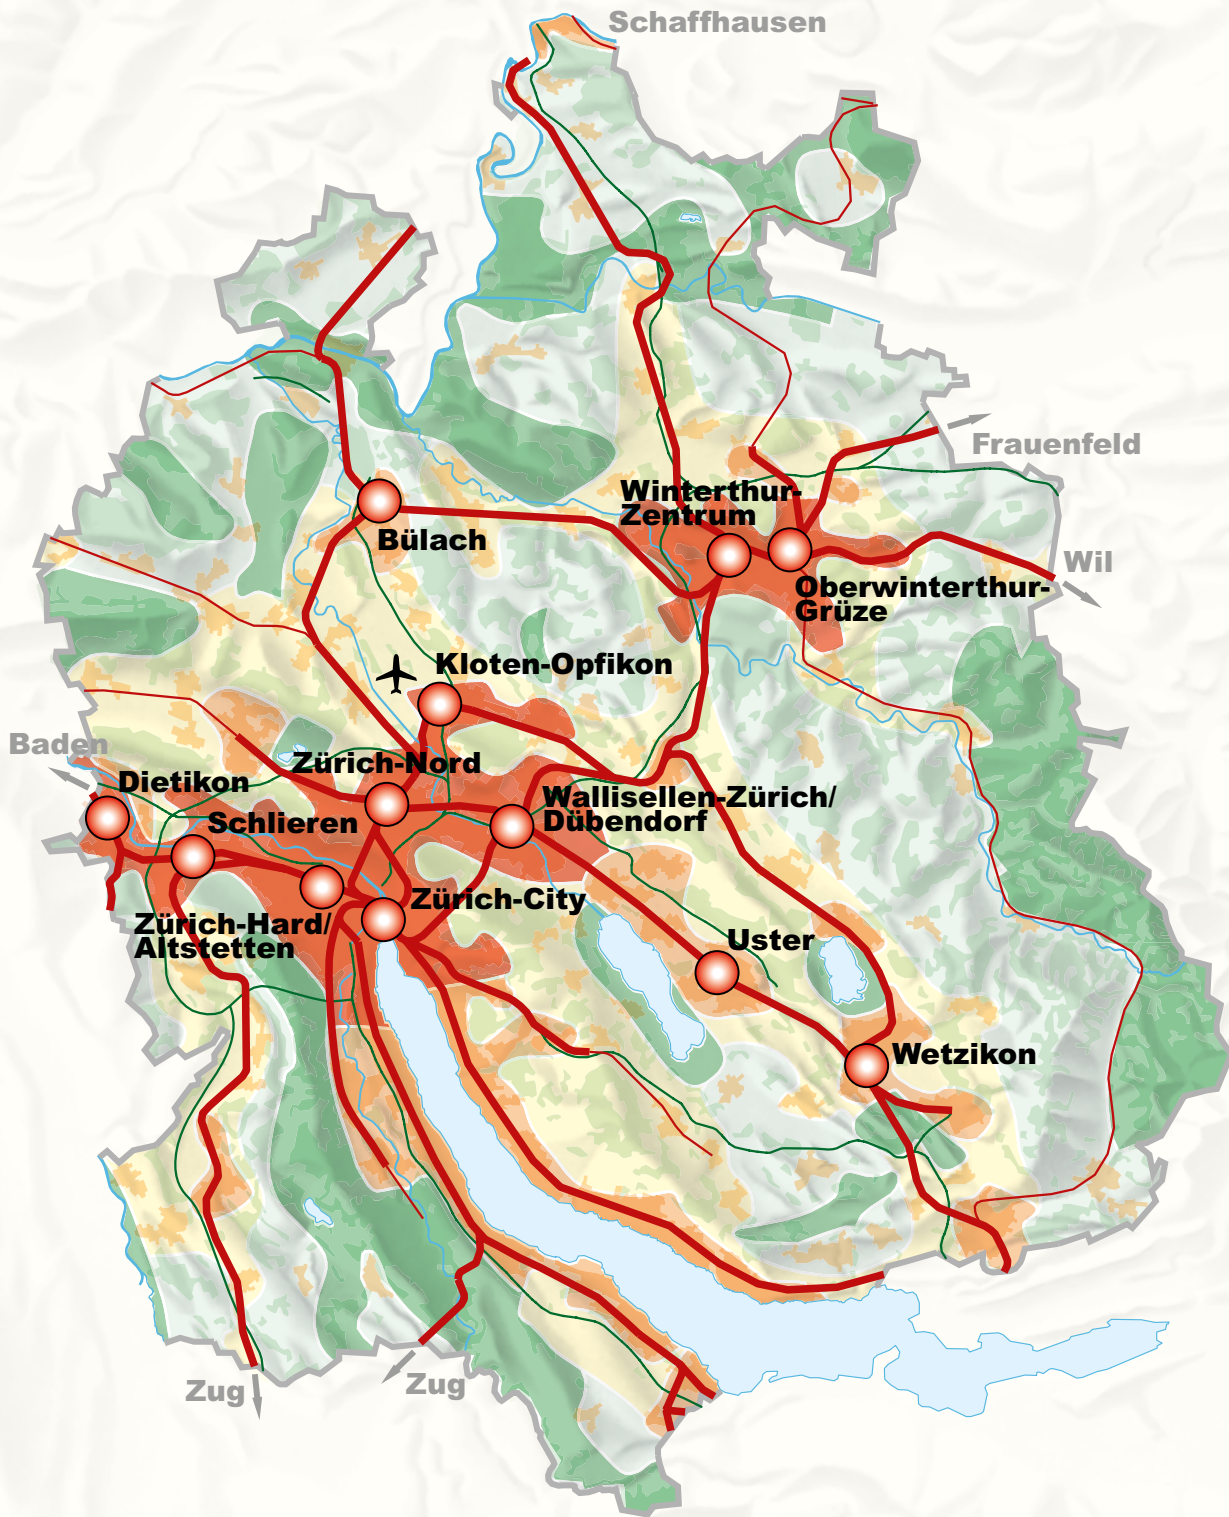 Schaffhausen
Frauenfeld
Winterthur-
Zentrum
Bülach
Wil
Oberwinterthur-
Grüze
Kloten-Opfikon
Baden
Zürich-Nord
Dietikon
Wallisellen-Zürich/
Dübendorf
Schlieren
Zürich-City
Zürich-Hard/
Altstetten
Uster
Wetzikon
Zug
Zug